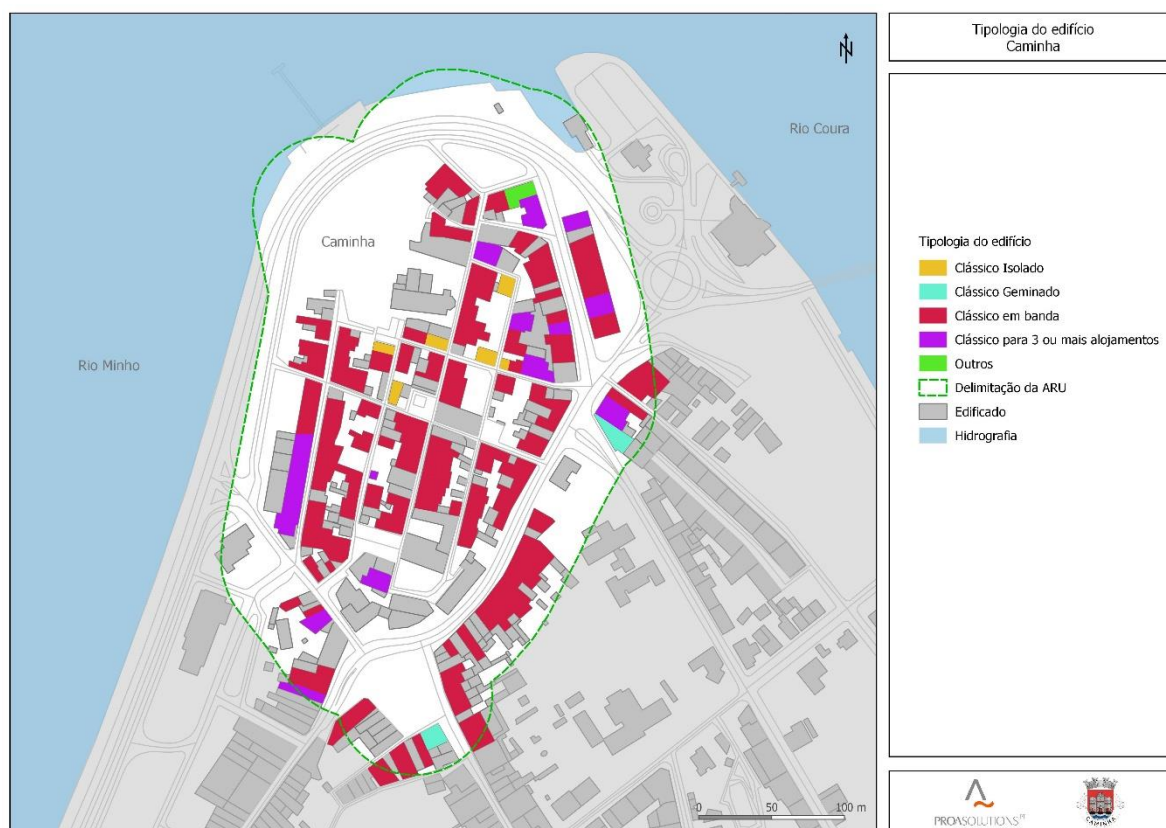 Tipologia do edifício
Caminha
N
Rio Coura
Caminha
Rio Minho
Tipologia do edifício
Clássico Isolado
Clássico Geminado
Clássico em banda
Clássico para 3 ou mais alojamentos
Outros
Delimitação da ARU
Edificado
Hidrografia
0 50 100 m
PROASOLUTIONS
CAMINHA